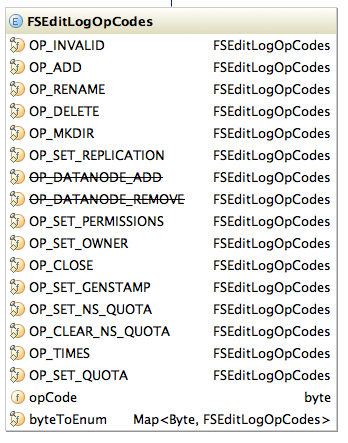 E FSEditLogOpCodes
f OP_INVALID FSEditLogOpCodes
f OP_ADD FSEditLogOpCodes
f OP_RENAME FSEditLogOpCodes
f OP_DELETE FSEditLogOpCodes
f OP_MKDIR FSEditLogOpCodes
f OP_SET_REPLICATION FSEditLogOpCodes
f OP_DATANODE_ADD FSEditLogOpCodes
f OP_DATANODE_REMOVE FSEditLogOpCodes
f OP_SET_PERMISSIONS FSEditLogOpCodes
f OP_SET_OWNER FSEditLogOpCodes
f OP_CLOSE FSEditLogOpCodes
f OP_SET_GENSTAMP FSEditLogOpCodes
f OP_SET_NS_QUOTA FSEditLogOpCodes
f OP_CLEAR_NS_QUOTA FSEditLogOpCodes
f OP_TIMES FSEditLogOpCodes
f OP_SET_QUOTA FSEditLogOpCodes
f opCode byte
f byteToEnum Map<Byte, FSEditLogOpCodes>